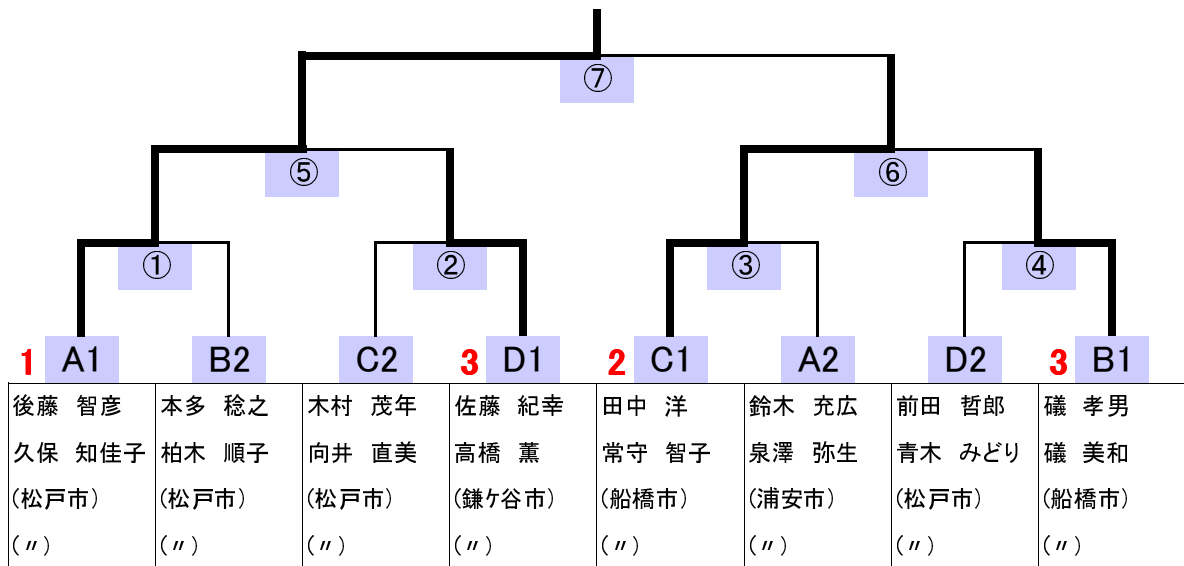 ⑦
⑤ ⑥
① ② ③ ④
1 A1 B2 C2 3 D1 2 C1 A2 D2 3 B1
後藤 智彦 本多 稔之 木村 茂年 佐藤 紀幸 田中 洋 鈴木 充広 前田 哲郎 礒 孝男
久保 知佳子 柏木 順子 向井 直美 高橋 薫 常守 智子 泉澤 弥生 青木 みどり 礒 美和
(松戸市) (松戸市) (松戸市) (鎌ケ谷市) (船橋市) (浦安市) (松戸市) (船橋市)
(〃) (〃) (〃) (〃) (〃) (〃) (〃) (〃)